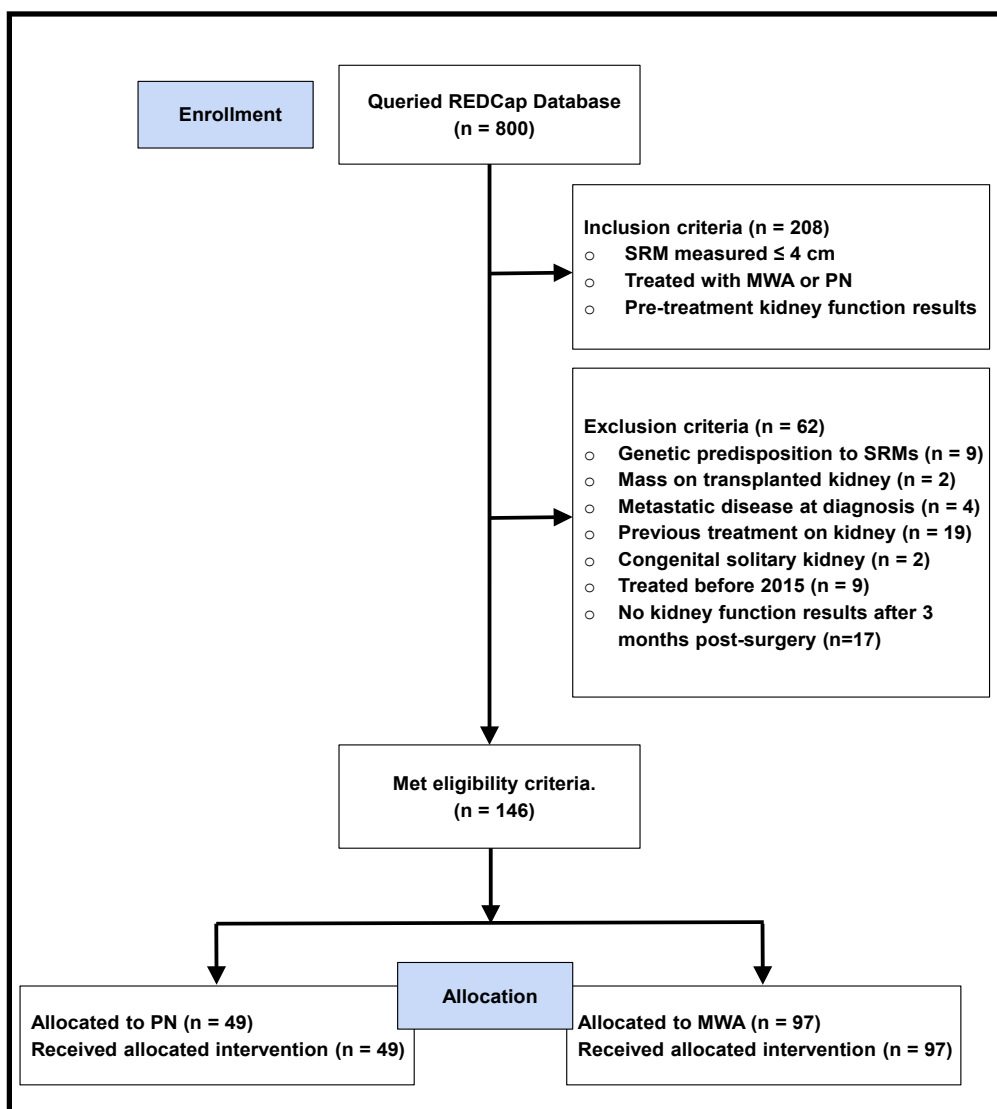 Enrollment
Queried REDCap Database
(n = 800)
Inclusion criteria (n = 208)
o SRM measured ≤ 4 cm
o Treated with MWA or PN
o Pre-treatment kidney function results
Exclusion criteria (n = 62)
o Genetic predisposition to SRMs (n = 9)
o Mass on transplanted kidney (n = 2)
o Metastatic disease at diagnosis (n = 4)
o Previous treatment on kidney (n = 19)
o Congenital solitary kidney (n = 2)
o Treated before 2015 (n = 9)
o No kidney function results after 3
months post-surgery (n=17)
Met eligibility criteria.
(n = 146)
Allocation
Allocated to PN (n = 49)
Received allocated intervention (n = 49)
Allocated to MWA (n = 97)
Received allocated intervention (n = 97)